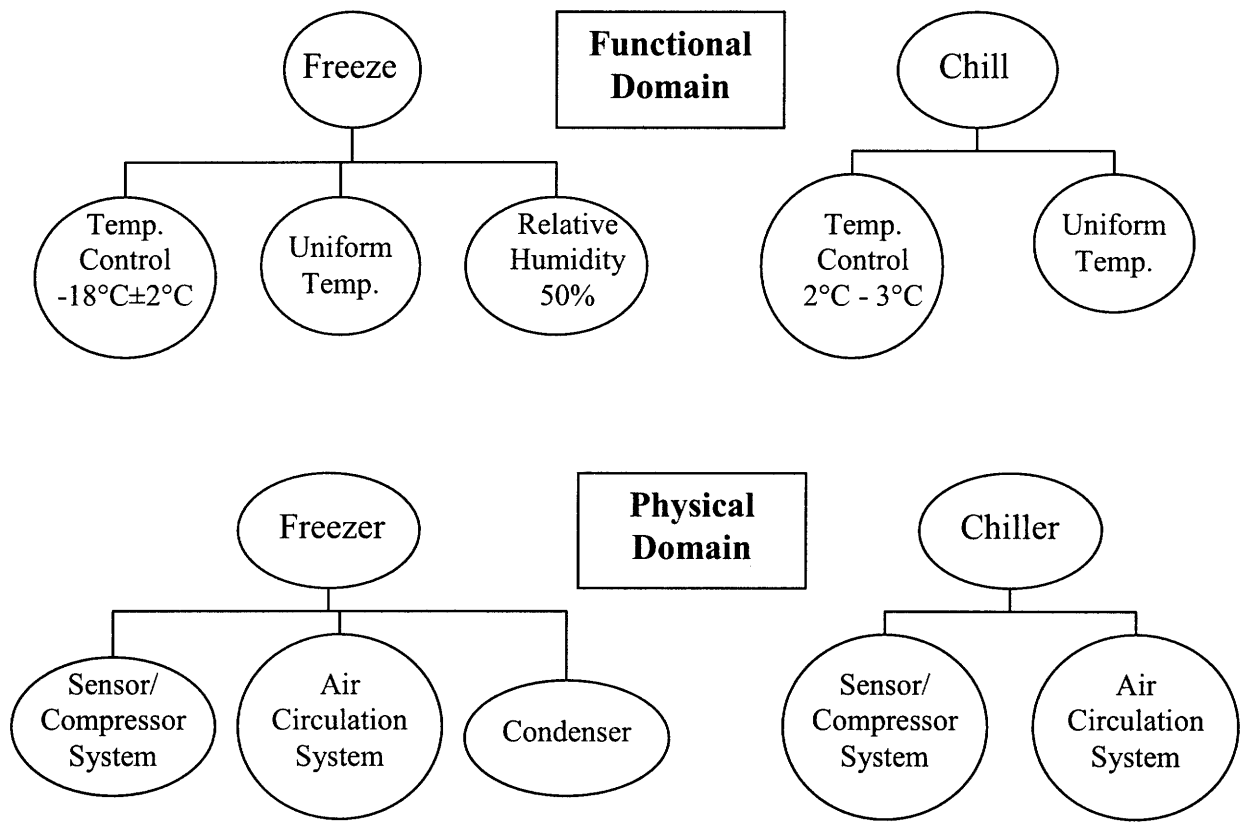 Freeze
Functional
Domain
Chill
Temp.
Control
-18°C±2°C
Uniform
Temp.
Relative
Humidity
50%
Temp.
Control
2°C - 3°C
Uniform
Temp.
Freezer
Physical
Domain
Chiller
Sensor/
Compressor
System
Air
Circulation
System
Condenser
Sensor/
Compressor
System
Air
Circulation
System